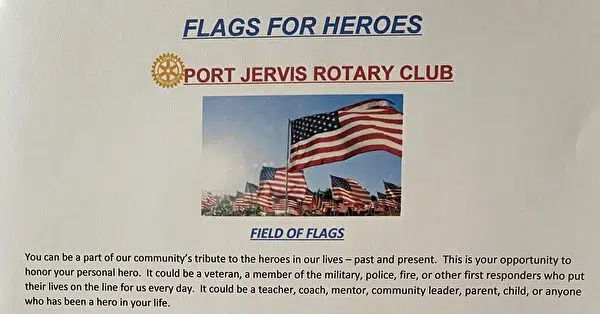 FLAGS FOR HEROES
PORT JERVIS ROTARY CLUB
FIELD OF FLAGS
You can be a part of our community's tribute to the heroes in our lives – past and present.  This is your opportunity to
honor your personal hero.  It could be a veteran, a member of the military, police, fire, or other first responders who put
their lives on the line for us every day.  It could be a teacher, coach, mentor, community leader, parent, child, or anyone
who has been a hero in your life.